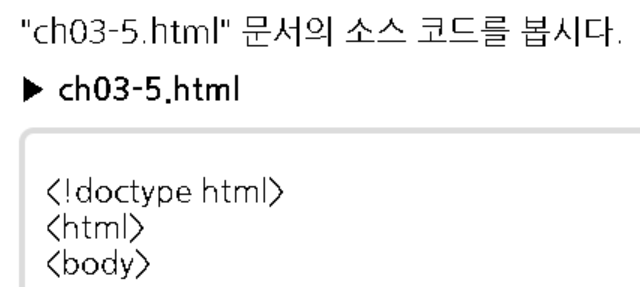 "ch03-5.html" 문서의 소스 코드를 봅시다.
▶ ch03-5.html
<!doctype html>
<html>
<body>